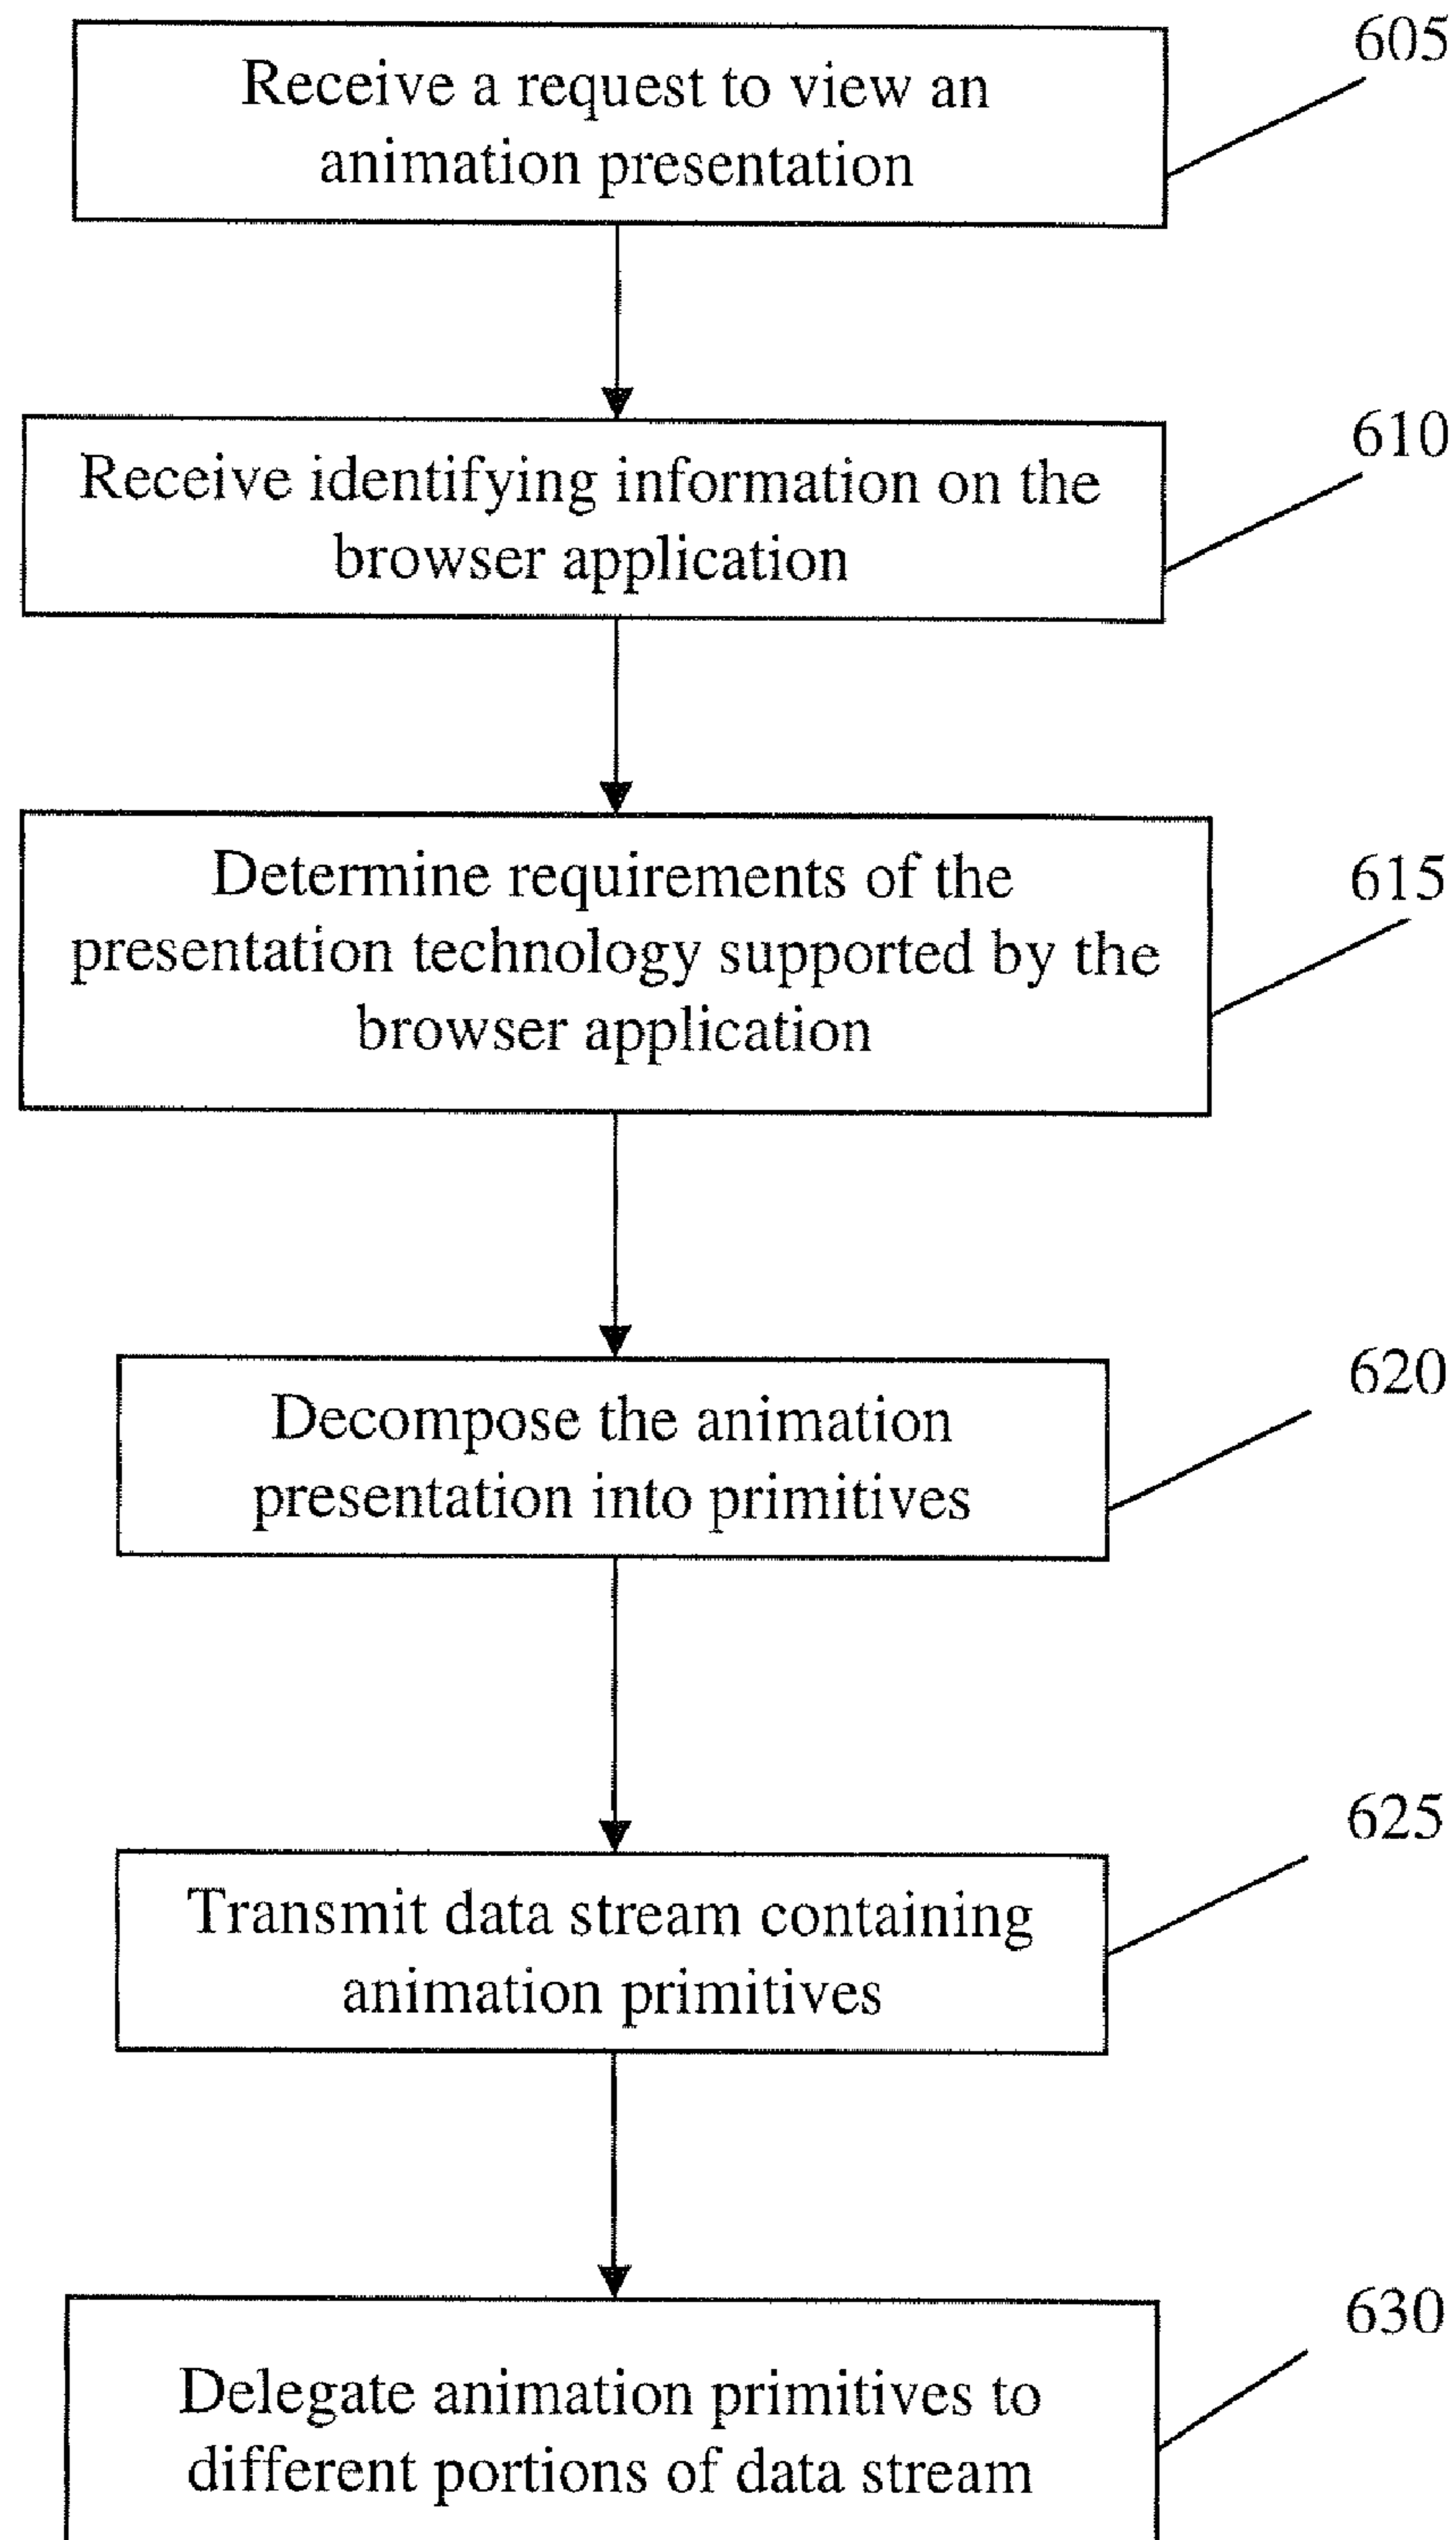 605
Receive a request to view an
animation presentation
610
Receive identifying information on the
browser application
615
Determine requirements of the
presentation technology supported by the
browser application
620
Decompose the animation
presentation into primitives
625
Transmit data stream containing
animation primitives
630
Delegate animation primitives to
different portions of data stream